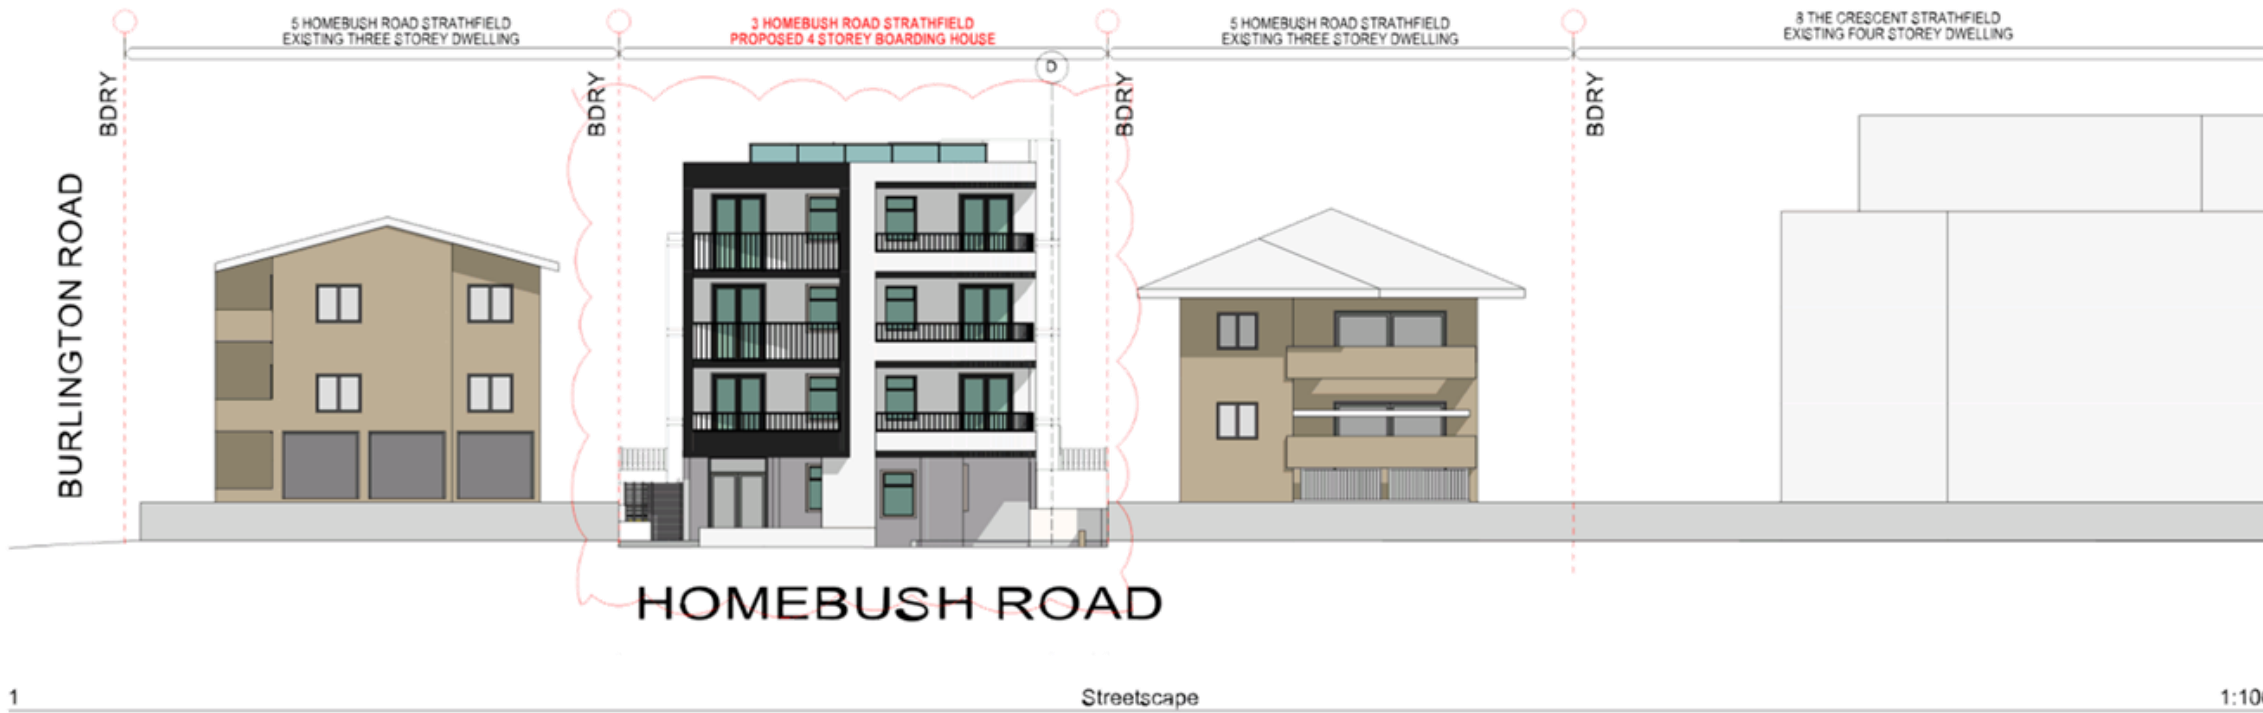 5 HOMEBUSH ROAD STRATHFIELD
EXISTING THREE STOREY DWELLING
3 HOMEBUSH ROAD STRATHFIELD
PROPOSED 4 STOREY BOARDING HOUSE
5 HOMEBUSH ROAD STRATHFIELD
EXISTING THREE STOREY DWELLING
8 THE CRESCENT STRATHFIELD
EXISTING FOUR STOREY DWELLING
D
BDRY
BDRY
BDRY
BDRY
BURLINGTON ROAD
HOMEBUSH ROAD
1
Streetscape